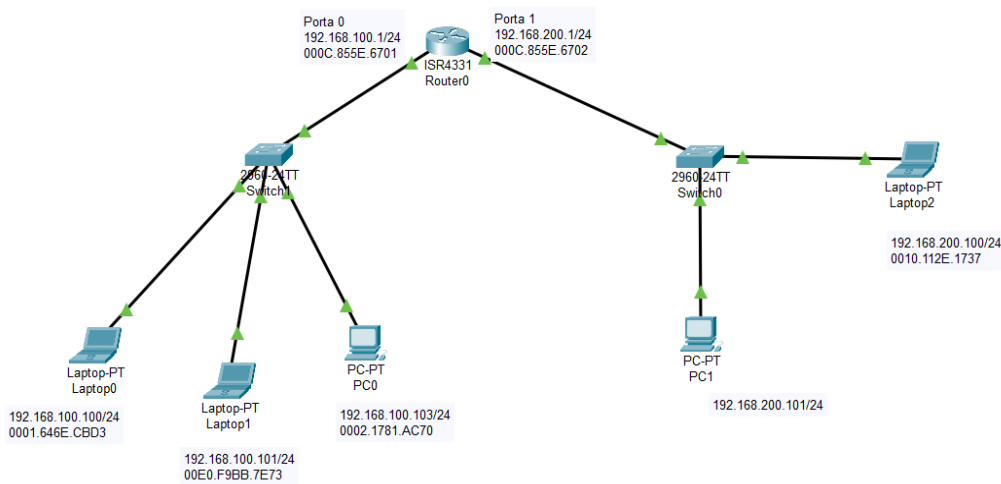 Porta 0
192.168.100.1/24
000C.855E.6701
Porta 1
192.168.200.1/24
000C.855E.6702
ISR4331
Router0
2960-24TT
Switch1
2960-24TT
Switch0
Laptop-PT
Laptop2
192.168.200.100/24
0010.112E.1737
Laptop-PT
Laptop0
192.168.100.100/24
0001.646E.CBD3
Laptop-PT
Laptop1
192.168.100.101/24
00E0.F9BB.7E73
PC-PT
PC0
192.168.100.103/24
0002.1781.AC70
PC-PT
PC1
192.168.200.101/24